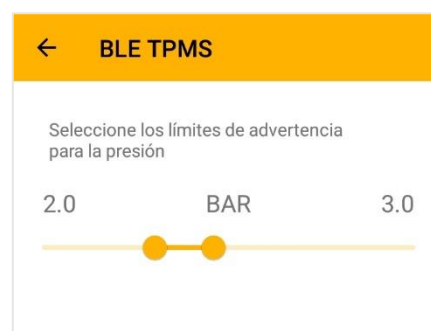 BLE TPMS
Seleccione los límites de advertencia
para la presión
2.0 BAR 3.0